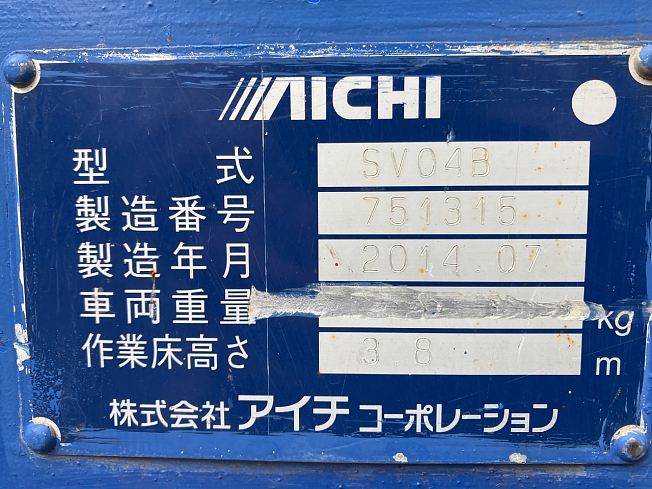 AICHI
型式 SV04B
製造番号 751315
製造年月 2014.07
車両重量 kg
作業床高さ 3.8 m
株式会社アイチコーポレーション